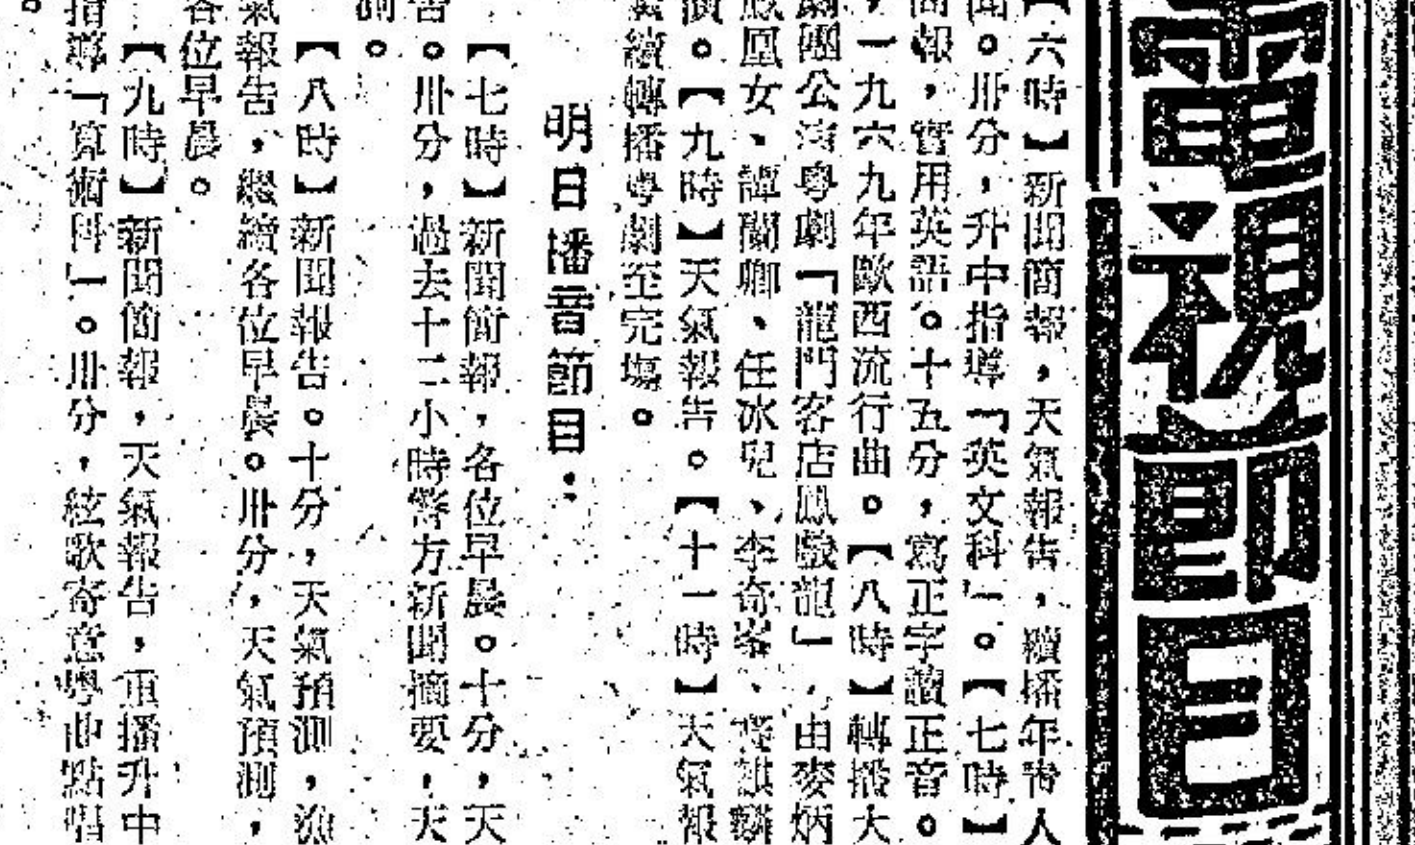 電視節目
【六時】新聞簡報，天氣報告，續播年青人
聞。卅分，升中指導「英文科」。【七時】
簡報，實用英語。十五分，寫正字讀正音。
，一九六九年歐西流行曲。【八時】轉播大
劇團公演粵劇「龍門客店鳳戲龍」，由麥炳
鳳凰女、譚蘭卿、任冰兒、李奇峯、麒麟
演。【九時】天氣報告。【十一時】天氣報
續轉播粵劇至完場。
明日播音節目：
【七時】新聞簡報，各位早晨。十分，天
告。卅分，過去十二小時警方新聞摘要，天
測。
【八時】新聞報告。十分，天氣預測，漁
氣報告，繼續各位早晨。卅分，天氣預測，
各位早晨。
【九時】新聞簡報，天氣報告，重播升中
指導「算術科」。卅分，絃歌寄意粵曲點唱
。